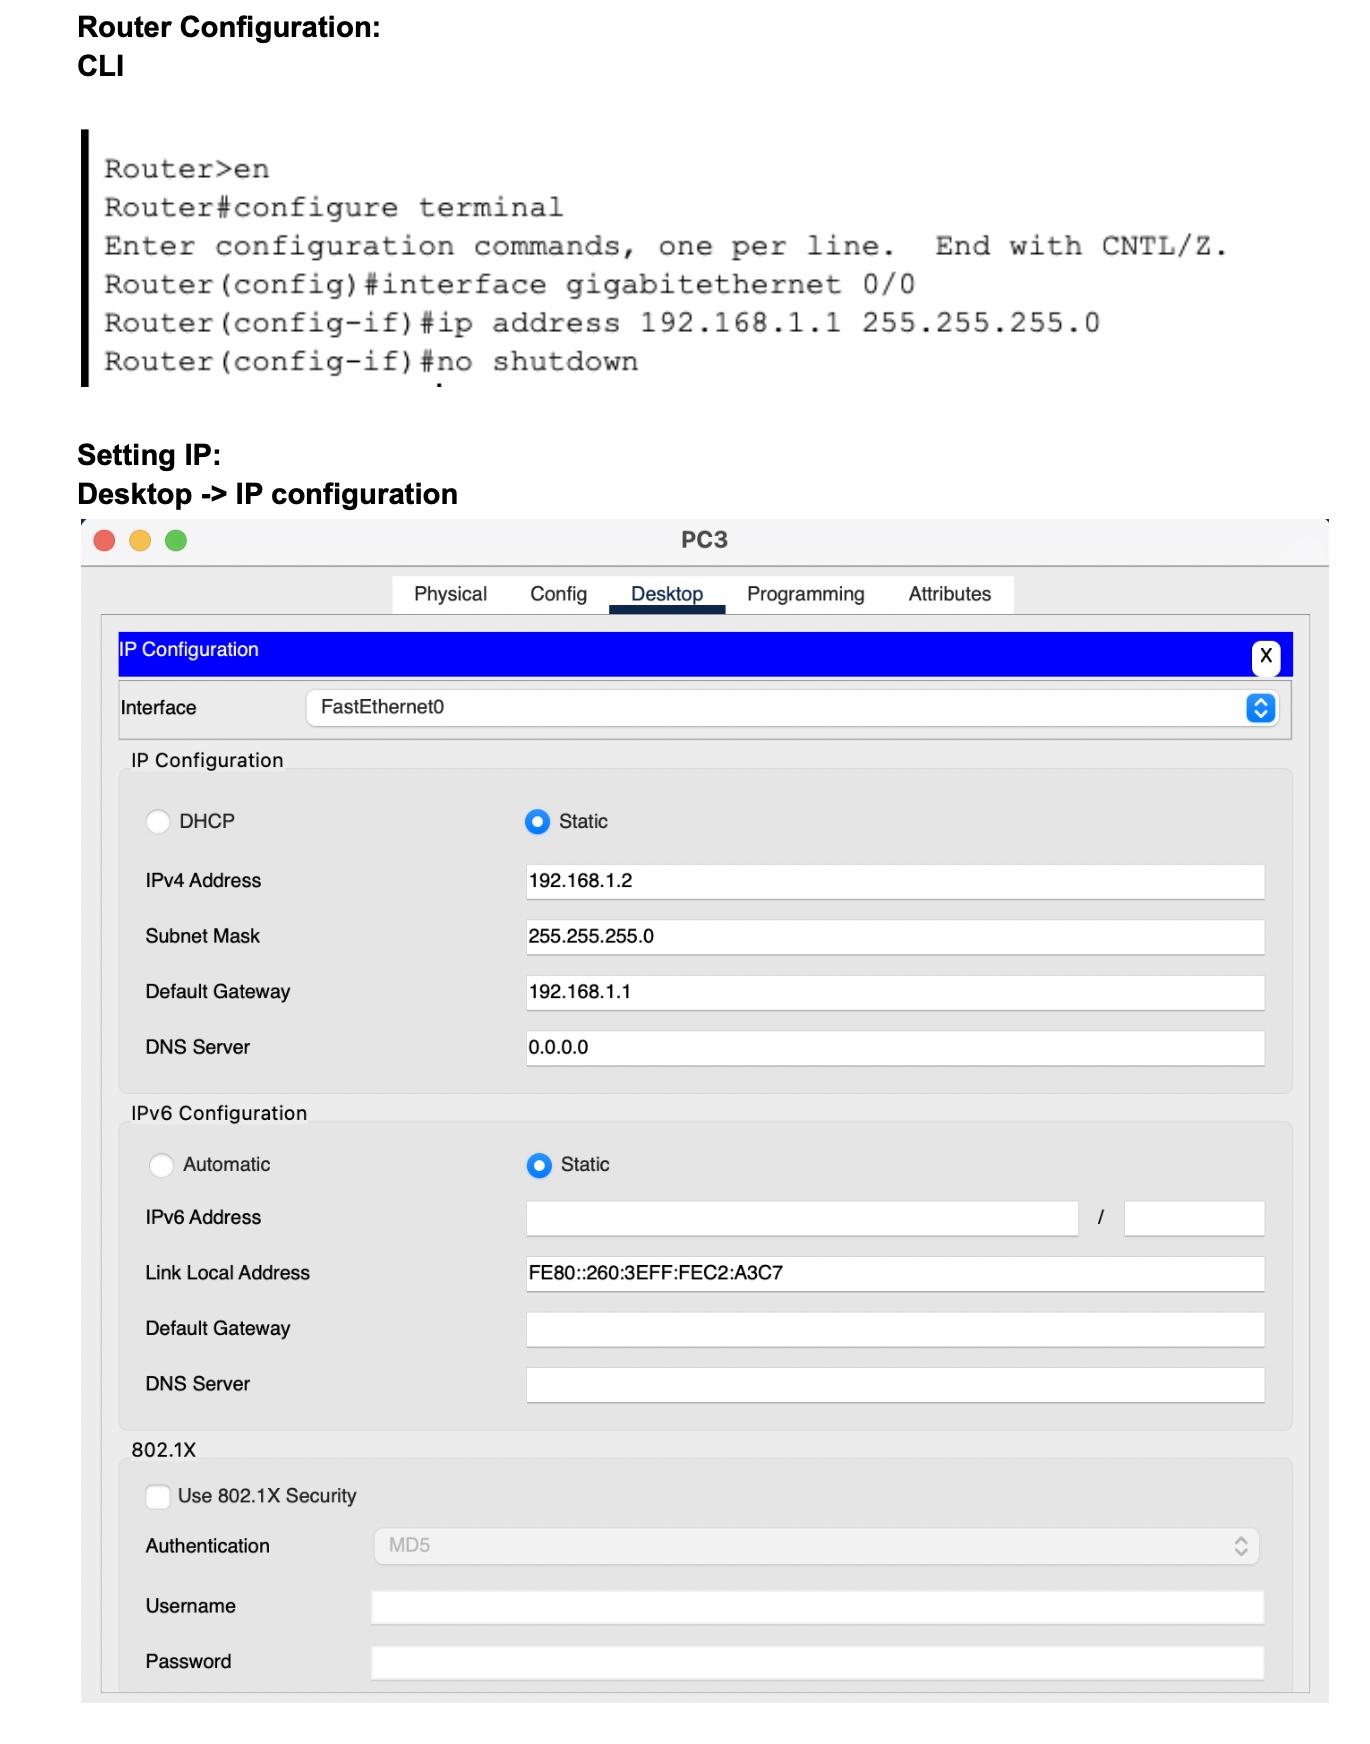 Router Configuration:
CLI
Router>en
Router#configure terminal
Enter configuration commands, one per line.  End with CNTL/Z.
Router(config)#interface gigabitethernet 0/0
Router(config-if)#ip address 192.168.1.1 255.255.255.0
Router(config-if)#no shutdown
Setting IP:
Desktop -> IP configuration
PC3
Physical Config Desktop Programming Attributes
IP Configuration X
Interface FastEthernet0
IP Configuration
DHCP Static
IPv4 Address 192.168.1.2
Subnet Mask 255.255.255.0
Default Gateway 192.168.1.1
DNS Server 0.0.0.0
IPv6 Configuration
Automatic Static
IPv6 Address /
Link Local Address FE80::260:3EFF:FEC2:A3C7
Default Gateway
DNS Server
802.1X
Use 802.1X Security
Authentication MD5
Username
Password